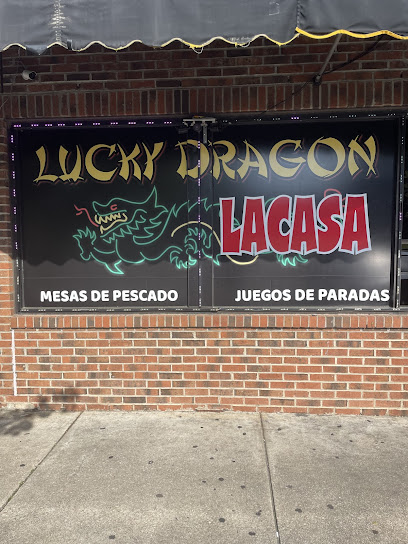 LUCKY DRAGON
LACASA
MESAS DE PESCADO
JUEGOS DE PARADAS